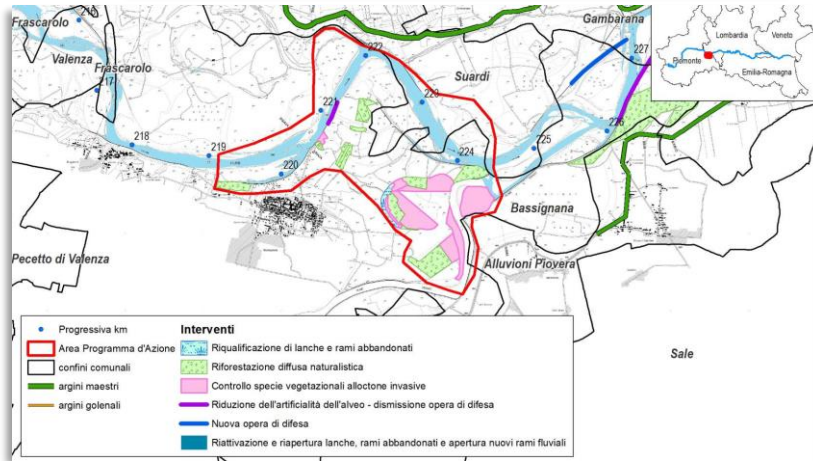 216
Frascarolo
Valenza
Frascarolo
217
218
219
220
221
222
223
224
225
226
227
Suardi
Gambarana
Bassignana
Alluvioni Piovera
Pecetto di Valenza
Sale
Lombardia
Veneto
Piemonte
Emilia-Romagna
Progressiva km
Area Programma d'Azione
confini comunali
argini maestri
argini golenali
Interventi
Riqualificazione di lanche e rami abbandonati
Riforestazione diffusa naturalistica
Controllo specie vegetazionali alloctone invasive
Riduzione dell'artificialità dell'alveo - dismissione opera di difesa
Nuova opera di difesa
Riattivazione e riapertura lanche, rami abbandonati e apertura nuovi rami fluviali